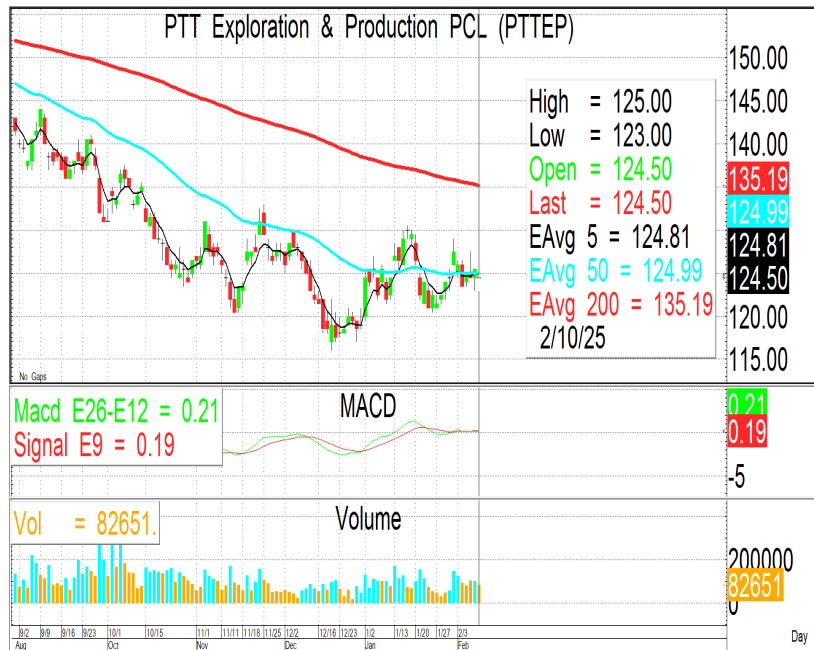 PTT Exploration & Production PCL (PTTEP)
150.00
145.00
140.00
135.19
124.99
124.81
124.50
120.00
115.00
High = 125.00
Low = 123.00
Open = 124.50
Last = 124.50
EAvg 5 = 124.81
EAvg 50 = 124.99
EAvg 200 = 135.19
2/10/25
No Gaps
MACD
Macd E26-E12 = 0.21
Signal E9 = 0.19
0.21
0.19
-5
Volume
Vol = 82651.
200000
82651
0
9/2 9/9 9/16 9/23 10/1 10/15 11/1 11/11 11/18 11/25 12/2 12/16 12/23 1/2 1/13 1/20 1/27 2/3
Aug Oct Nov Dec Jan Feb
Day